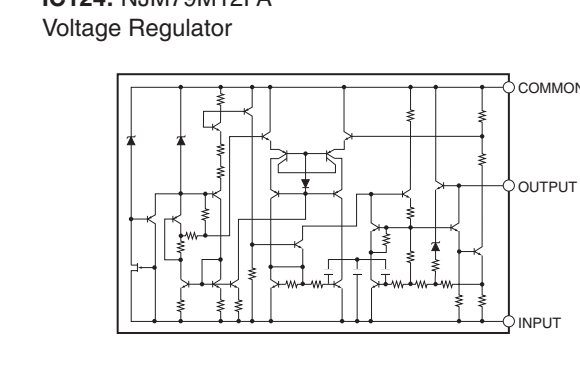 IC124: NJM79M12FA
Voltage Regulator
COMMON
OUTPUT
INPUT